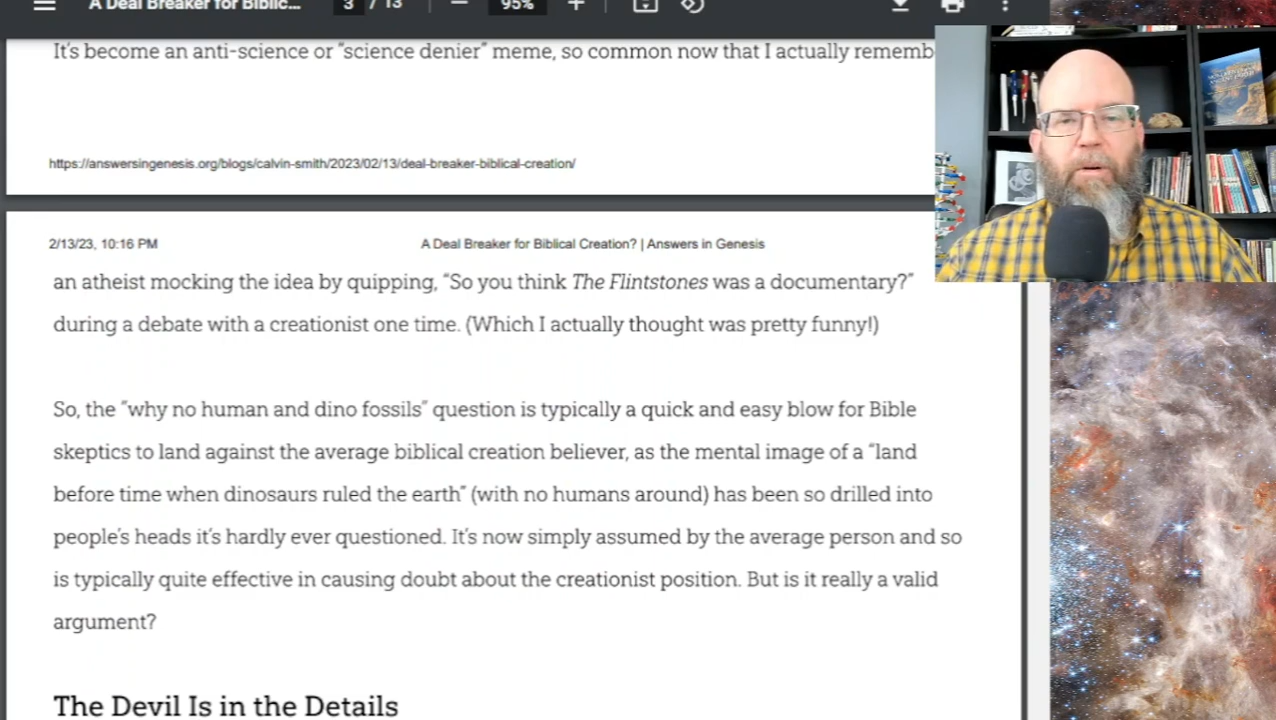 A Deal Breaker for Biblic... 3 / 13 95%
It's become an anti-science or "science denier" meme, so common now that I actually rememb
https://answersingenesis.org/blogs/calvin-smith/2023/02/13/deal-breaker-biblical-creation/
2/13/23, 10:16 PM A Deal Breaker for Biblical Creation? | Answers in Genesis
an atheist mocking the idea by quipping, “So you think The Flintstones was a documentary?”
during a debate with a creationist one time. (Which I actually thought was pretty funny!)
So, the “why no human and dino fossils” question is typically a quick and easy blow for Bible
skeptics to land against the average biblical creation believer, as the mental image of a “land
before time when dinosaurs ruled the earth” (with no humans around) has been so drilled into
people’s heads it’s hardly ever questioned. It’s now simply assumed by the average person and so
is typically quite effective in causing doubt about the creationist position. But is it really a valid
argument?
The Devil Is in the Details